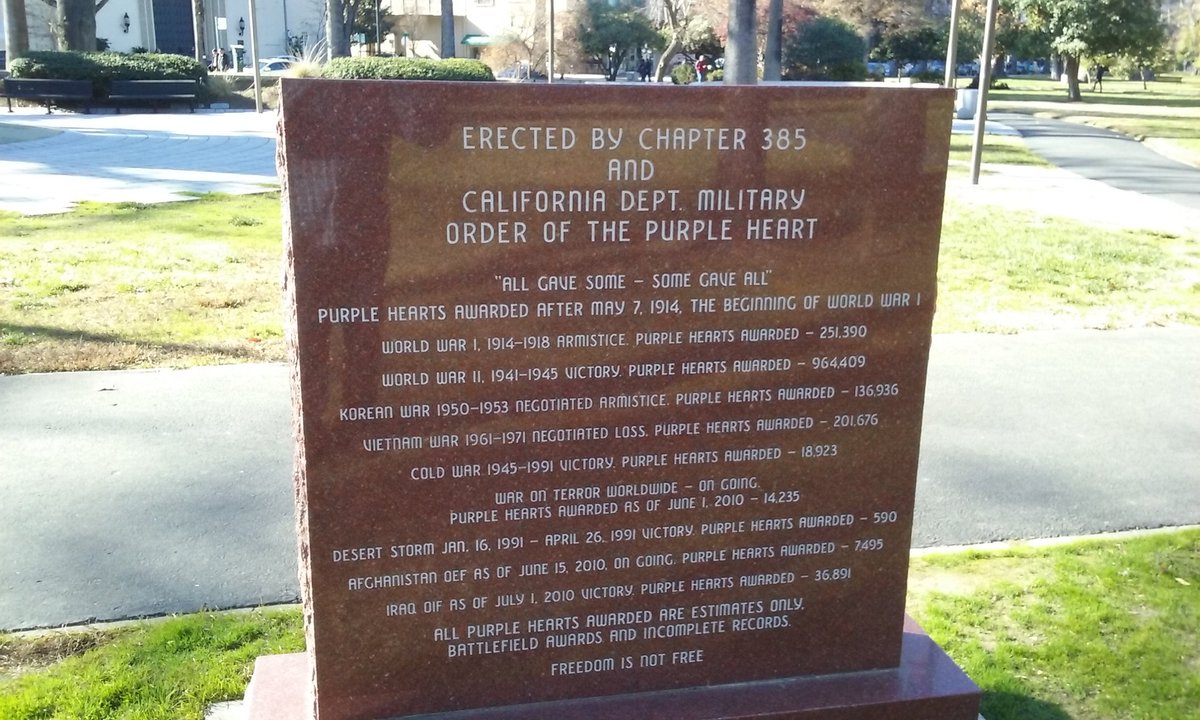 ERECTED BY CHAPTER 385
AND
CALIFORNIA DEPT. MILITARY
ORDER OF THE PURPLE HEART
"ALL GAVE SOME – SOME GAVE ALL"
PURPLE HEARTS AWARDED AFTER MAY 7, 1914, THE BEGINNING OF WORLD WAR I
WORLD WAR I, 1914–1918 ARMISTICE. PURPLE HEARTS AWARDED – 251,390
WORLD WAR II, 1941–1945 VICTORY. PURPLE HEARTS AWARDED – 964,409
KOREAN WAR 1950–1953 NEGOTIATED ARMISTICE. PURPLE HEARTS AWARDED – 136,936
VIETNAM WAR 1961–1971 NEGOTIATED LOSS. PURPLE HEARTS AWARDED – 201,676
COLD WAR 1945–1991 VICTORY. PURPLE HEARTS AWARDED – 18,923
WAR ON TERROR WORLDWIDE – ON GOING.
PURPLE HEARTS AWARDED AS OF JUNE 1, 2010 – 14,235
DESERT STORM JAN. 16, 1991 – APRIL 26, 1991 VICTORY. PURPLE HEARTS AWARDED – 590
AFGHANISTAN OEF AS OF JUNE 15, 2010, ON GOING. PURPLE HEARTS AWARDED – 7,495
IRAQ OIF AS OF JULY 1, 2010 VICTORY. PURPLE HEARTS AWARDED – 36,891
ALL PURPLE HEARTS AWARDED ARE ESTIMATES ONLY.
BATTLEFIELD AWARDS AND INCOMPLETE RECORDS.
FREEDOM IS NOT FREE